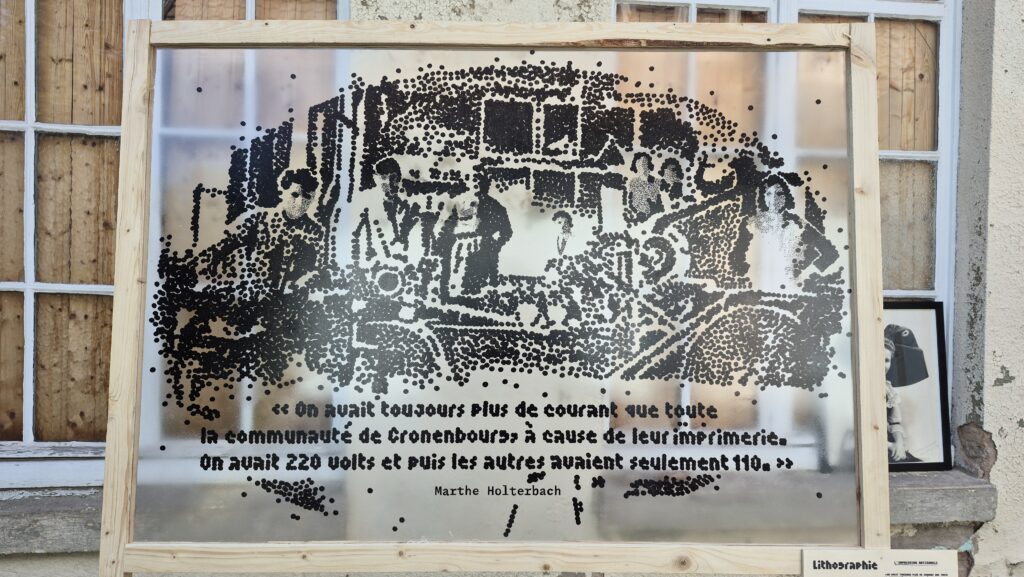 « On avait toujours plus de courant que toute
la communauté de Cronenbourg, à cause de leur imprimerie.
On avait 220 volts et puis les autres avaient seulement 110. »
Marthe Holterbach
Lithographie